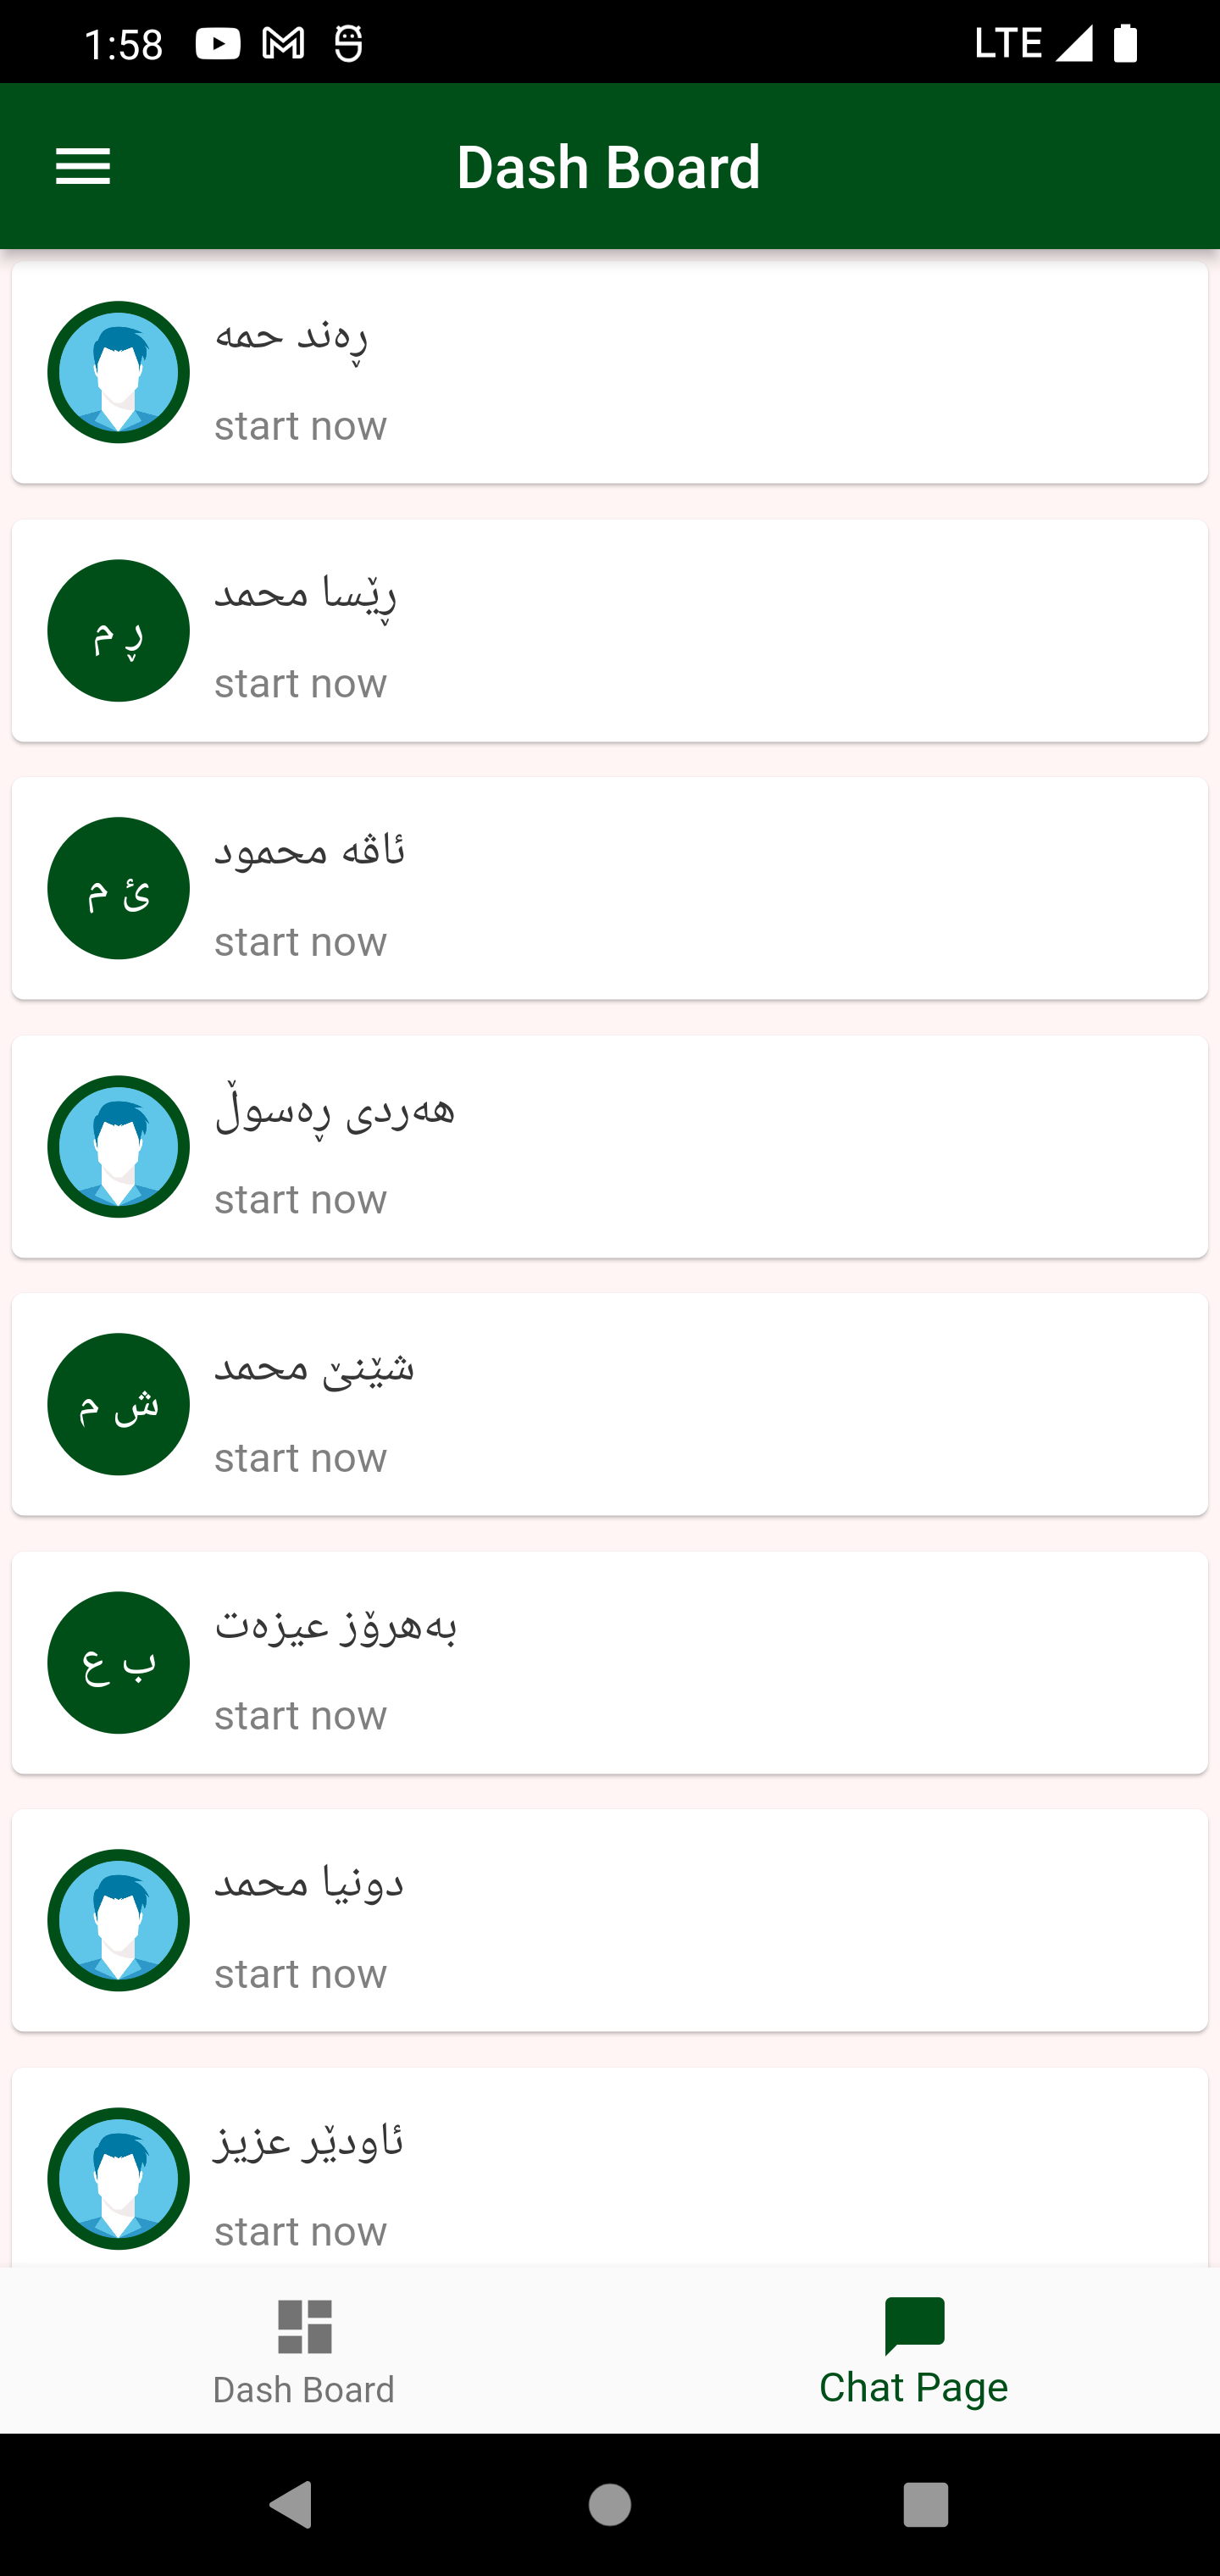 1:58
LTE
Dash Board
ڕەند حمە
start now
ڕ م
ڕێسا محمد
start now
ئ م
ئاڤە محمود
start now
هەردی ڕەسوڵ
start now
ش م
شێنێ محمد
start now
ب ع
بەهرۆز عیزەت
start now
دونیا محمد
start now
ئاودێر عزیز
start now
Dash Board
Chat Page